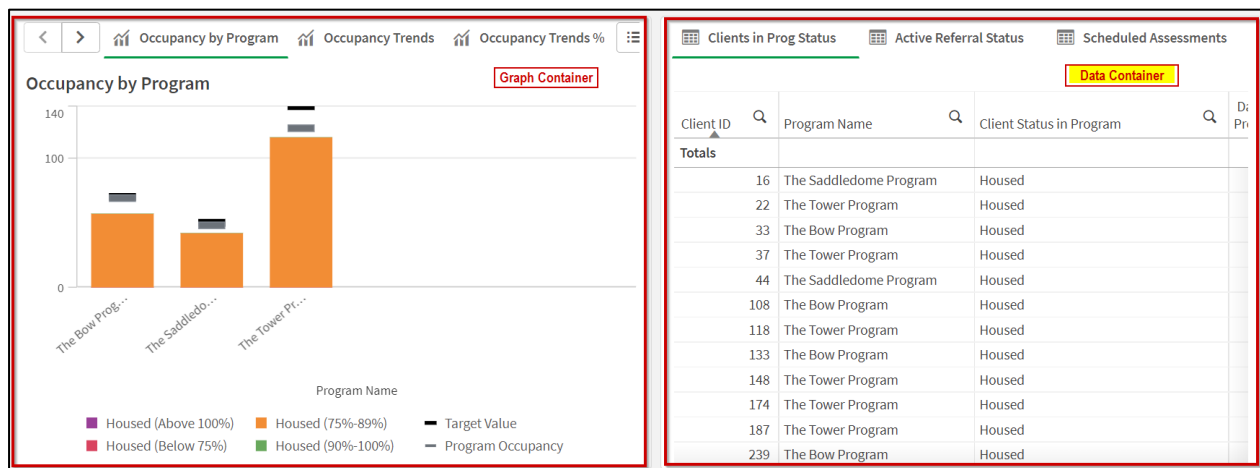 Occupancy by Program
Occupancy Trends
Occupancy Trends %
Graph Container
Occupancy by Program
140
100
0
The Bow Prog...
The Saddledo...
The Tower Pr...
Program Name
Housed (Above 100%)
Housed (75%-89%)
Target Value
Housed (Below 75%)
Housed (90%-100%)
Program Occupancy
Clients in Prog Status
Active Referral Status
Scheduled Assessments
Data Container
Client ID Program Name Client Status in Program
Totals
16 The Saddledome Program Housed
22 The Tower Program Housed
33 The Bow Program Housed
37 The Tower Program Housed
44 The Saddledome Program Housed
108 The Bow Program Housed
118 The Tower Program Housed
133 The Bow Program Housed
148 The Tower Program Housed
174 The Tower Program Housed
187 The Tower Program Housed
239 The Bow Program Housed